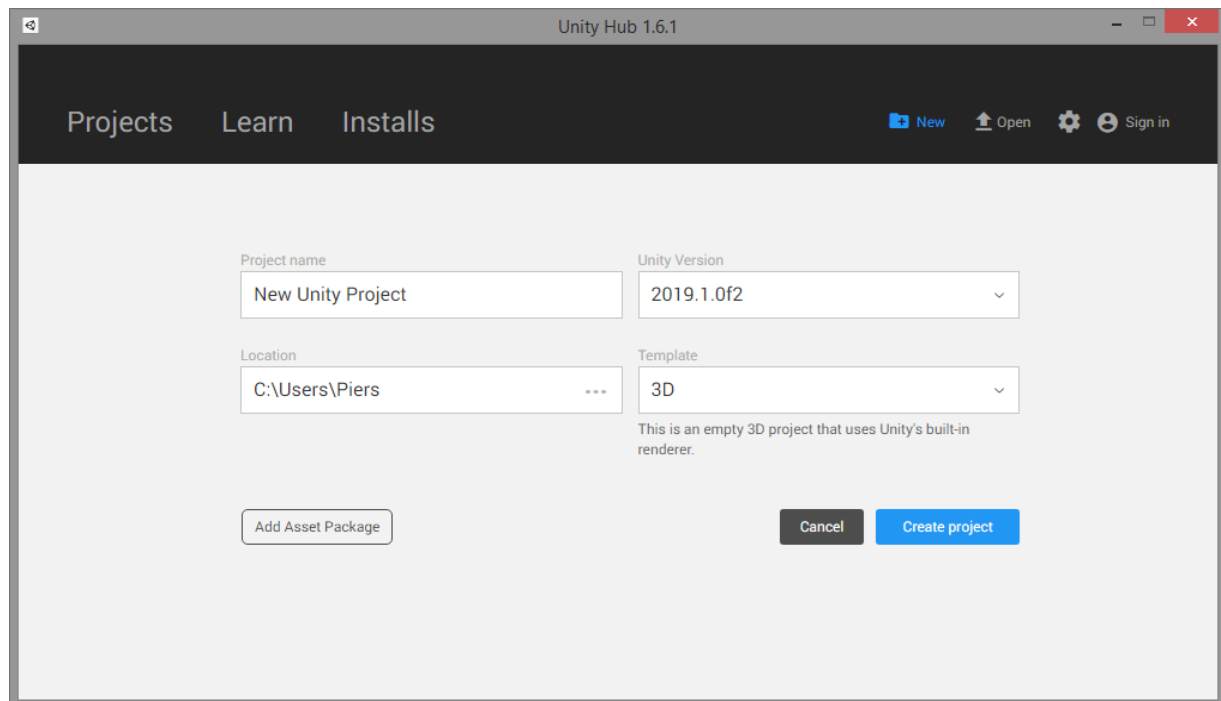 Unity Hub 1.6.1
Projects Learn Installs New Open Sign in
Project name
New Unity Project
Unity Version
2019.1.0f2
Location
C:\Users\Piers
Template
3D
This is an empty 3D project that uses Unity's built-in
renderer.
Add Asset Package
Cancel
Create project